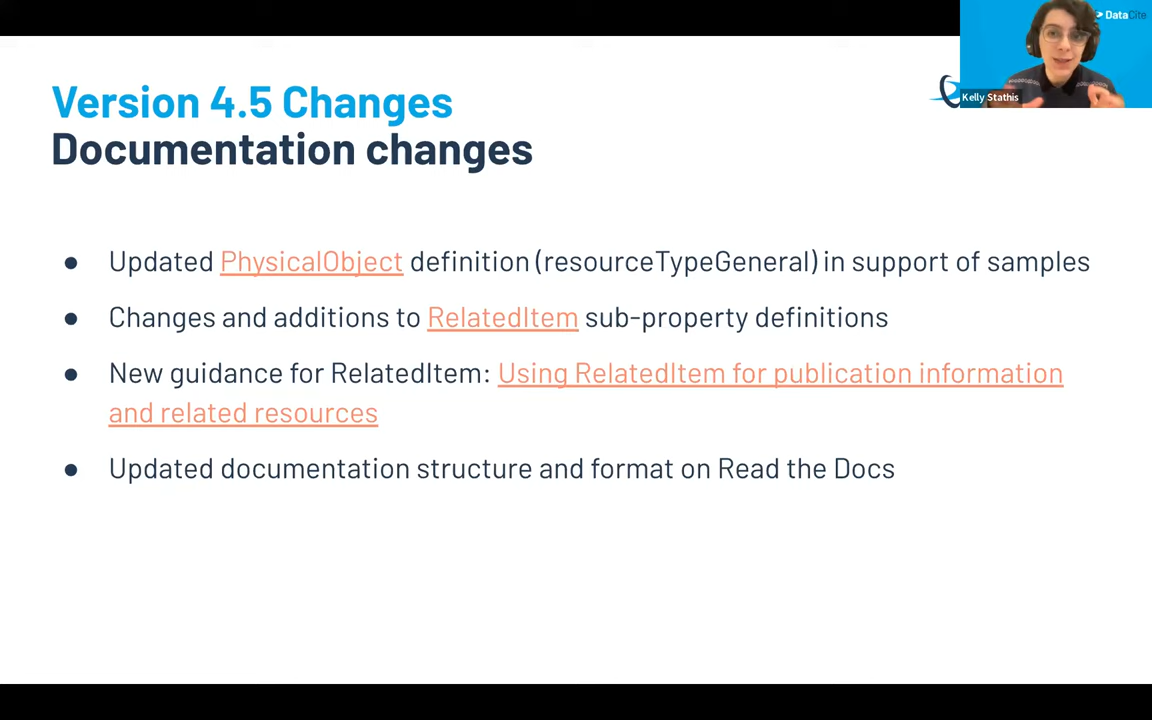 DataCite
Kelly Stathis
Version 4.5 Changes
Documentation changes
● Updated PhysicalObject definition (resourceTypeGeneral) in support of samples
● Changes and additions to RelatedItem sub-property definitions
● New guidance for RelatedItem: Using RelatedItem for publication information
and related resources
● Updated documentation structure and format on Read the Docs